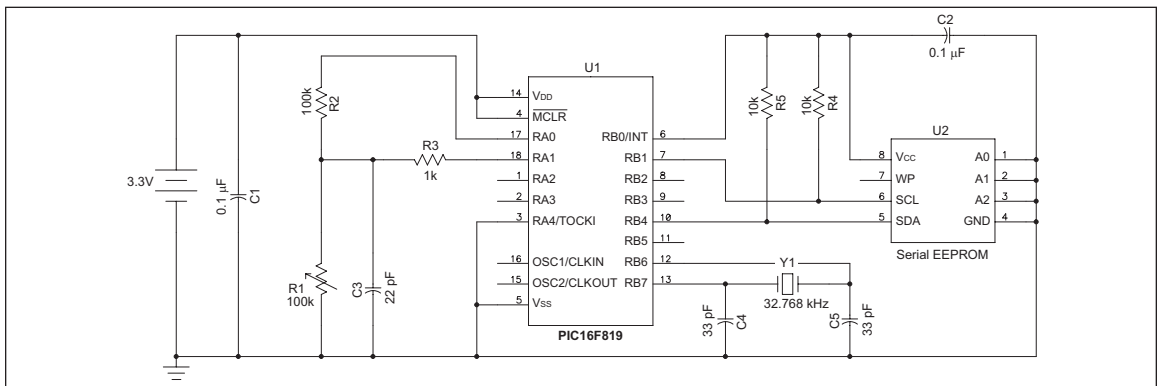 C2
0.1 µF
U1
100k
R2
10k
R5
10k
R4
U2
14 VDD
4 MCLR
17 RA0
18 RA1
1 RA2
2 RA3
3 RA4/TOCKI
16 OSC1/CLKIN
15 OSC2/CLKOUT
5 VSS
RB0/INT 6
RB1 7
RB2 8
RB3 9
RB4 10
RB5 11
RB6 12
RB7 13
PIC16F819
R3
1k
8 VCC
7 WP
6 SCL
5 SDA
A0 1
A1 2
A2 3
GND 4
Serial EEPROM
3.3V
0.1 µF
C1
R1
100k
C3
22 pF
Y1
32.768 kHz
33 pF
C4
C5
33 pF